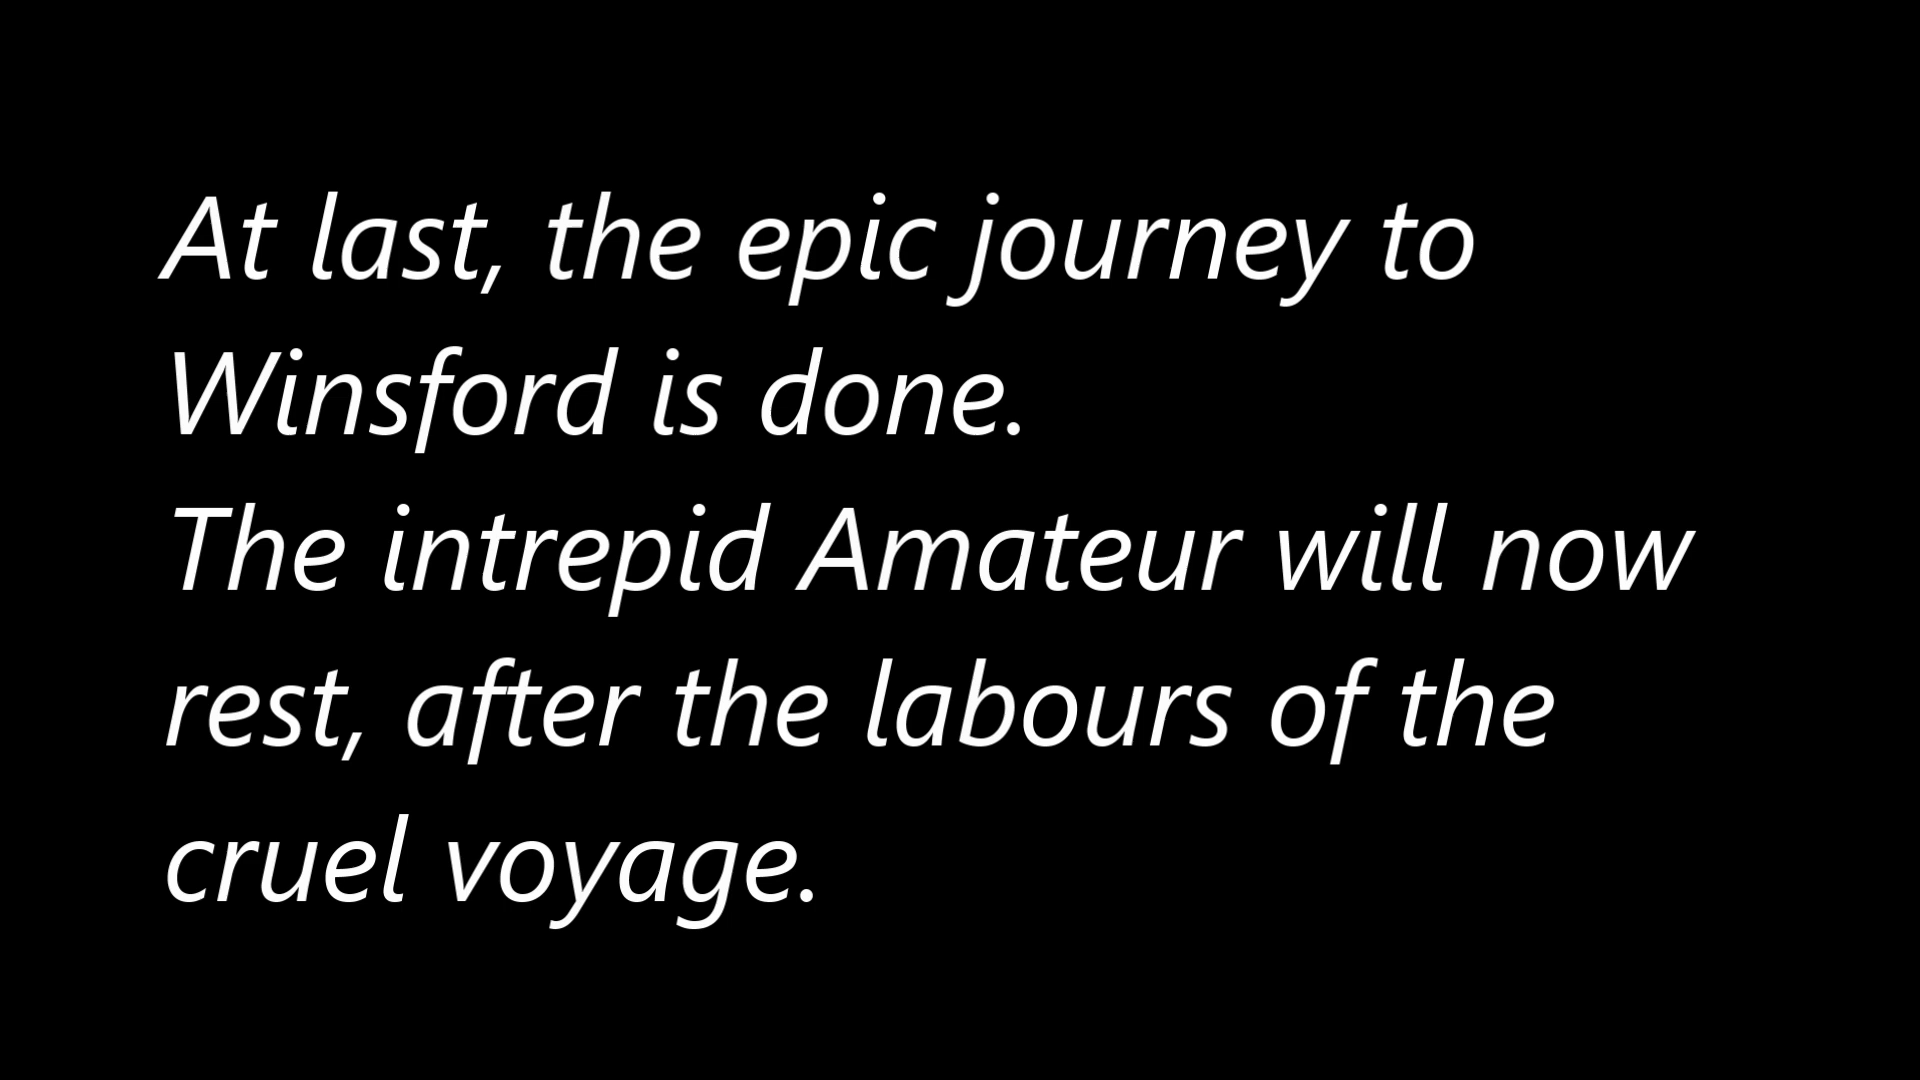 At last, the epic journey to
Winsford is done.
The intrepid Amateur will now
rest, after the labours of the
cruel voyage.